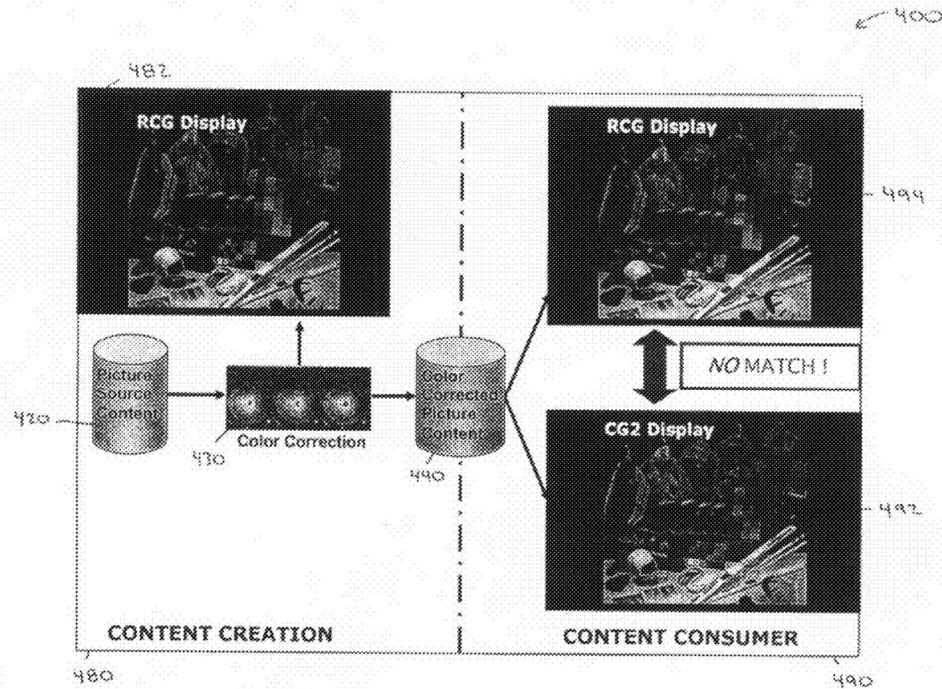 400
482
RCG Display
RCG Display
494
Picture
Source
Content
420
430
Color Correction
Color
Corrected
Picture
Content
440
NO MATCH !
CG2 Display
492
CONTENT CREATION
CONTENT CONSUMER
480
490